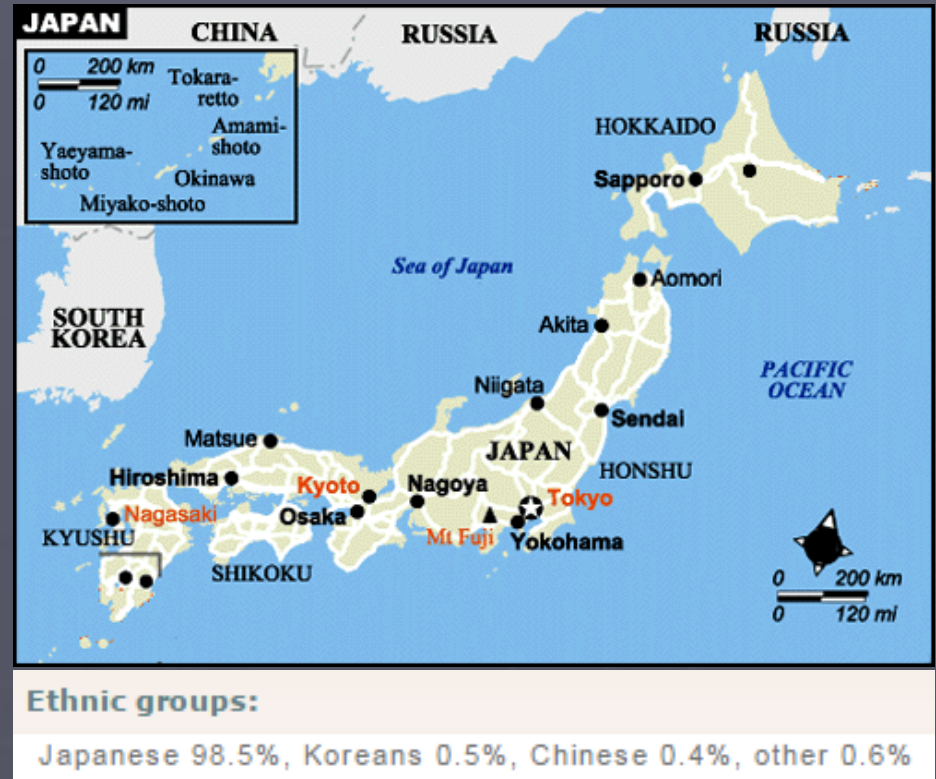 JAPAN
CHINA
RUSSIA
RUSSIA
0 200 km
0 120 mi
Tokara-
retto
Amami-
shoto
Yaeyama-
shoto
Okinawa
Miyako-shoto
HOKKAIDO
Sapporo
Sea of Japan
Aomori
SOUTH
KOREA
Akita
PACIFIC
OCEAN
Niigata
Sendai
Matsue
JAPAN
HONSHU
Hiroshima
Kyoto
Nagoya
Tokyo
Nagasaki
Osaka
Mt Fuji
Yokohama
KYUSHU
SHIKOKU
0 200 km
0 120 mi
Ethnic groups:
Japanese 98.5%, Koreans 0.5%, Chinese 0.4%, other 0.6%